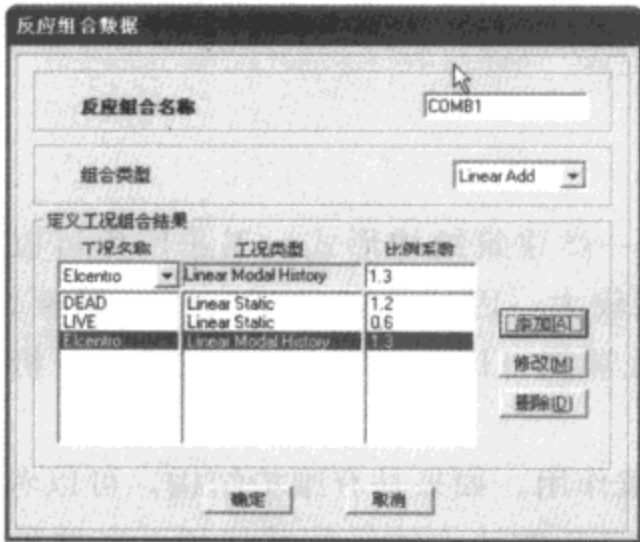 反应组合数据
反应组合名称 COMB1
组合类型 Linear Add
定义工况组合结果
工况名称 工况类型 比例系数
Elcentro Linear Modal History 1.3
DEAD Linear Static 1.2
LIVE Linear Static 0.6
Elcentro Linear Modal History 1.3
添加[A]
修改(M)
删除(D)
确定 取消